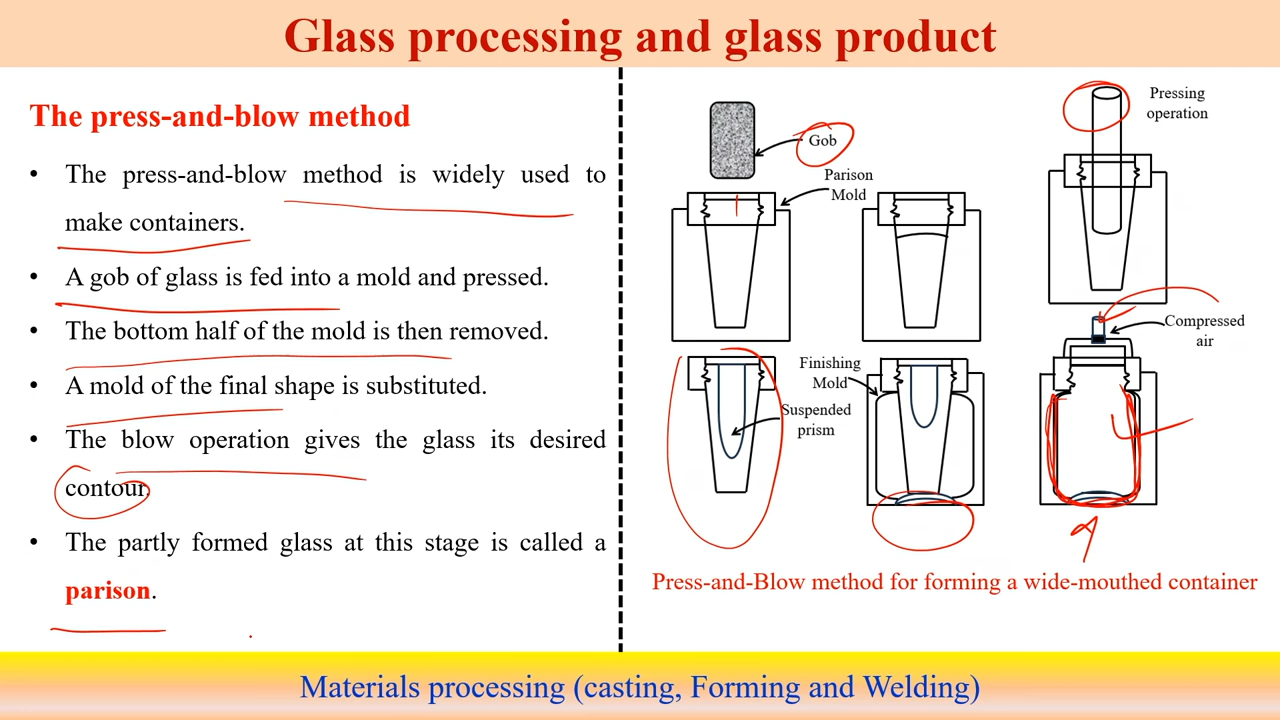 Glass processing and glass product
The press-and-blow method
• The press-and-blow method is widely used to
make containers.
• A gob of glass is fed into a mold and pressed.
• The bottom half of the mold is then removed.
• A mold of the final shape is substituted.
• The blow operation gives the glass its desired
contour.
• The partly formed glass at this stage is called a
parison.
Gob
Parison
Mold
Pressing
operation
Suspended
prism
Finishing
Mold
Compressed
air
Press-and-Blow method for forming a wide-mouthed container
Materials processing (casting, Forming and Welding)